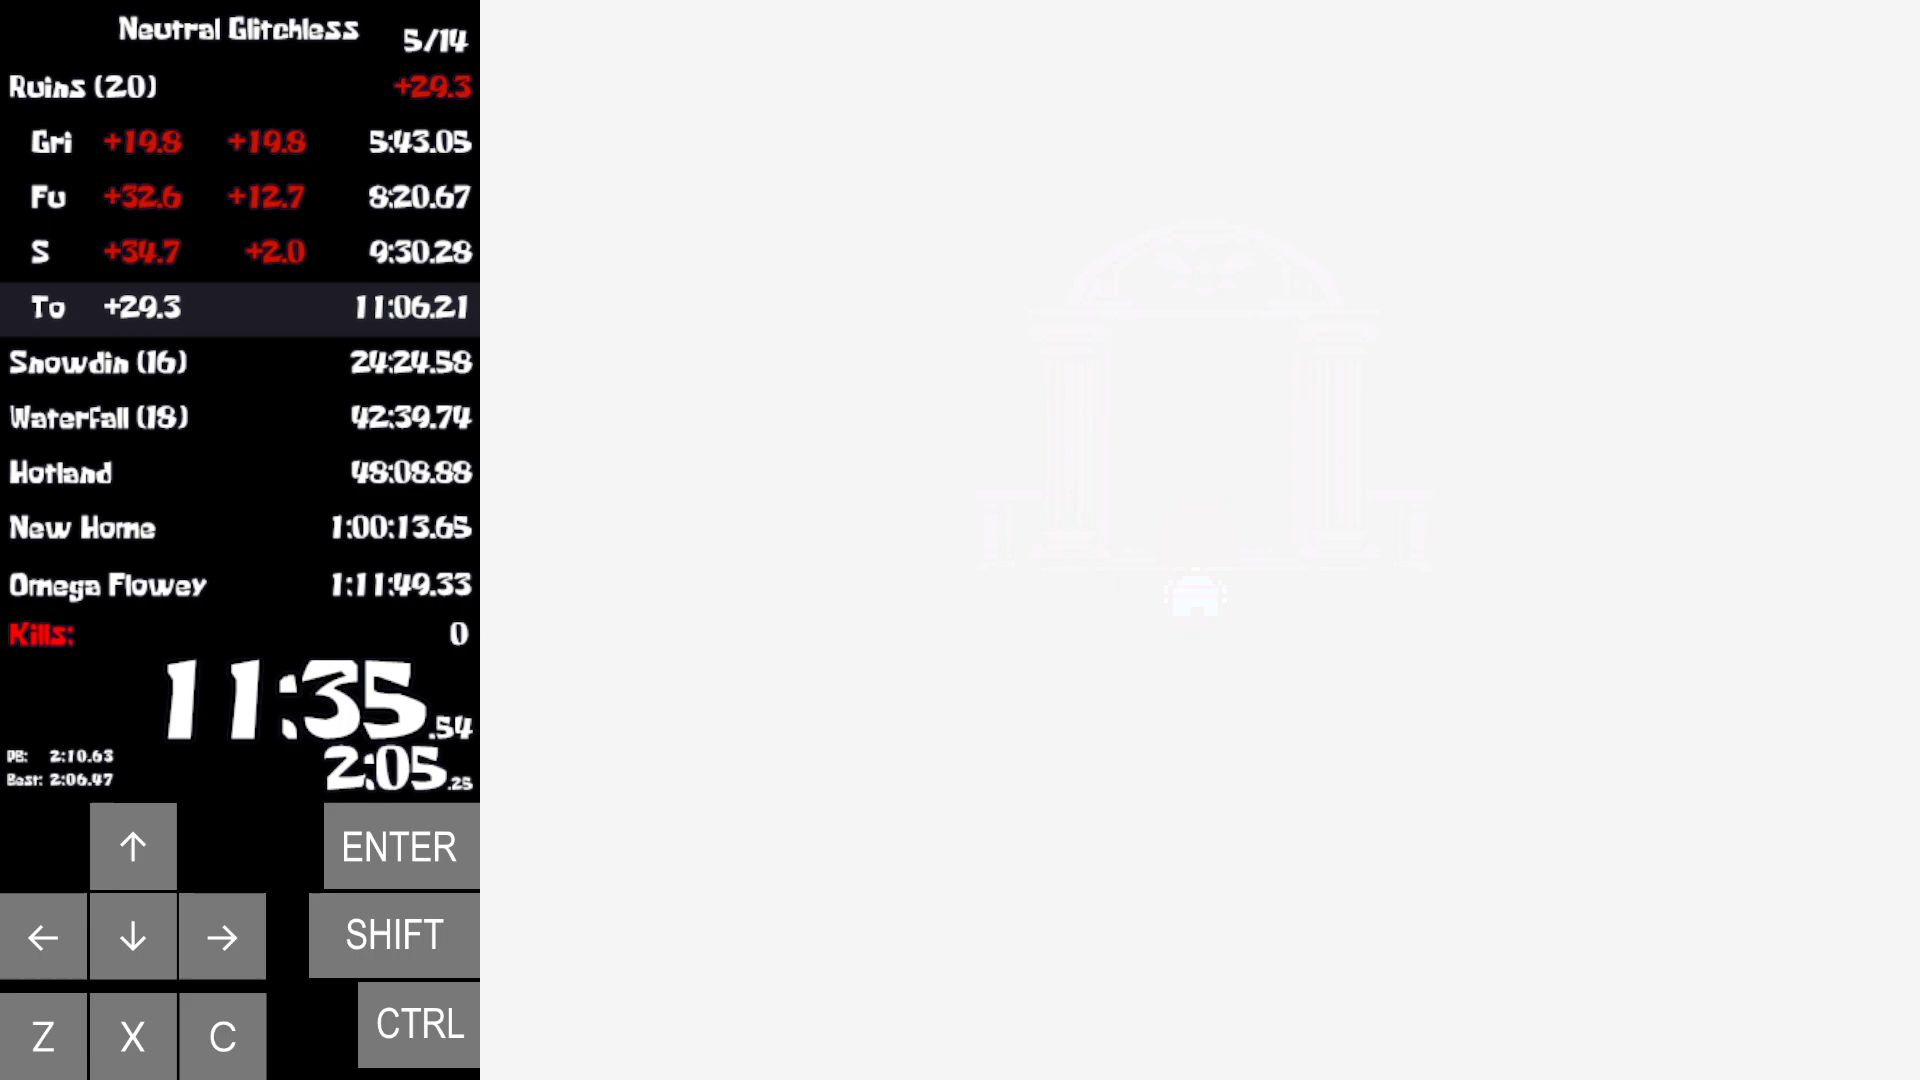 Neutral Glitchless
5/14
Ruins (20) +29.3
Gri +19.8 +19.8 5:43.05
Fu +32.6 +12.7 8:20.67
S +34.7 +2.0 9:30.28
To +29.3 11:06.21
Snowdin (16) 24:24.58
Waterfall (18) 42:39.74
Hotland 48:08.88
New Home 1:00:13.65
Omega Flowey 1:11:49.33
Kills: 0
11:35.54
PB: 2:10.63
Best: 2:06.47
2:05.25
↑ ENTER
← ↓ → SHIFT
Z X C CTRL